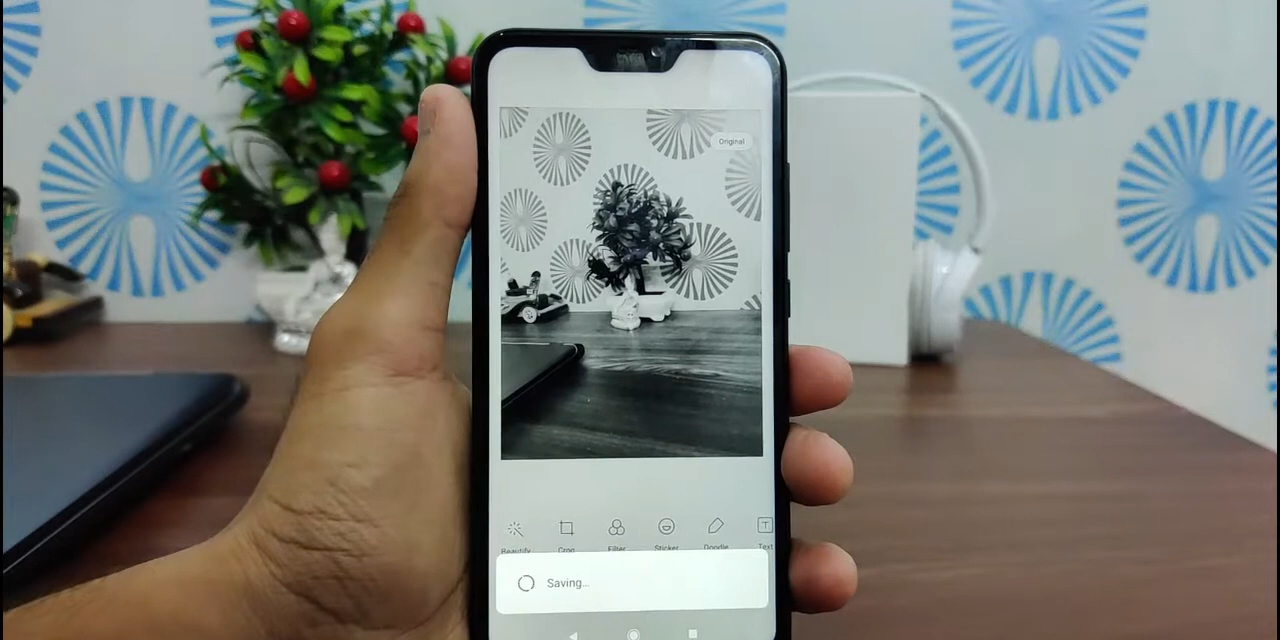 Original
Beautify
Crop
Filter
Sticker
Doodle
Text
Saving...